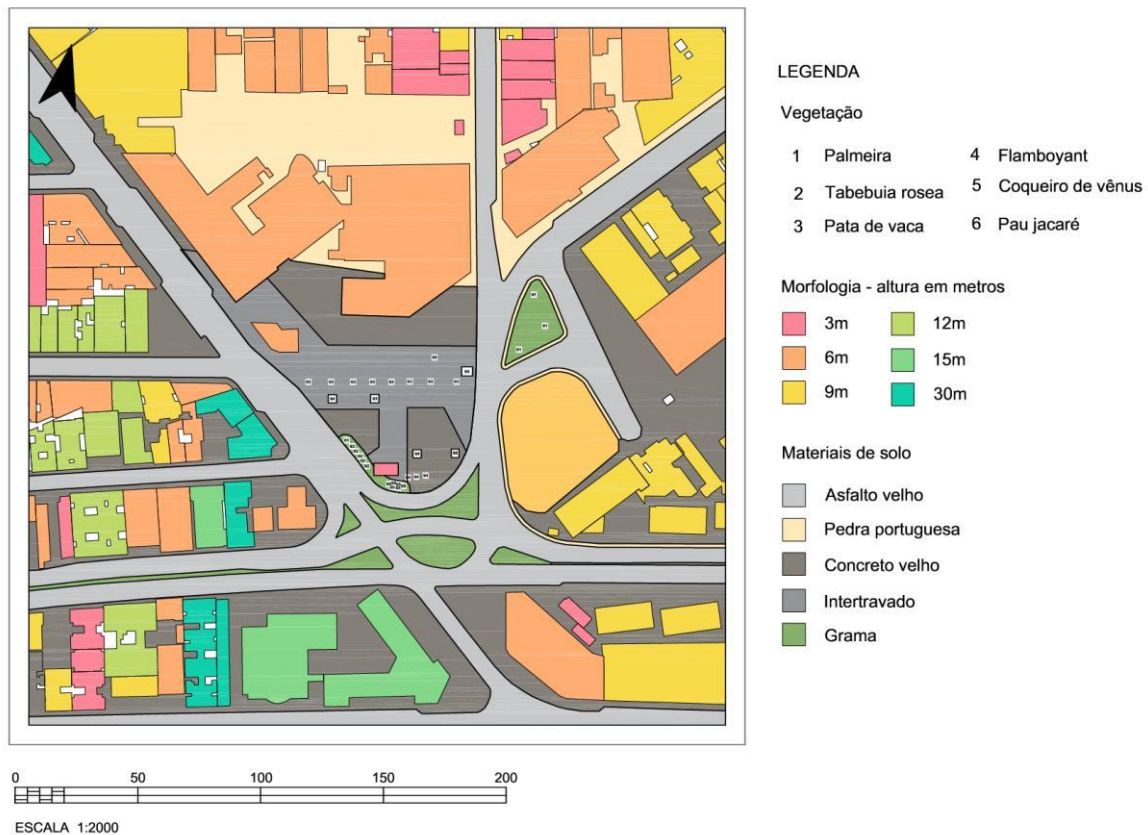 LEGENDA
Vegetação
1 Palmeira
2 Tabebuia rosea
3 Pata de vaca
4 Flamboyant
5 Coqueiro de vênus
6 Pau jacaré
Morfologia - altura em metros
3m
6m
9m
12m
15m
30m
Materiais de solo
Asfalto velho
Pedra portuguesa
Concreto velho
Intertravado
Grama
0 50 100 150 200
ESCALA 1:2000